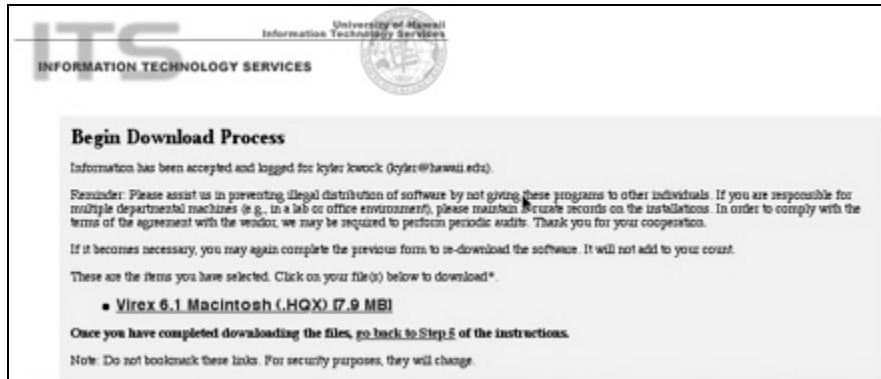 ITS
University of Hawaii
Information Technology Services
INFORMATION TECHNOLOGY SERVICES
Begin Download Process
Information has been accepted and logged for kyler kwock (kyler@hawaii.edu).
Reminder: Please assist us in preventing illegal distribution of software by not giving these programs to other individuals. If you are responsible for
multiple departmental machines (e.g., in a lab or office environment), please maintain accurate records on the installations. In order to comply with the
terms of the agreement with the vendor, we may be required to perform periodic audits. Thank you for your cooperation.
If it becomes necessary, you may again complete the previous form to re-download the software. It will not add to your count.
These are the items you have selected. Click on your file(s) below to download*.
• Virex 6.1 Macintosh (.HQX) [7.9 MB]
Once you have completed downloading the files, go back to Step 5 of the instructions.
Note: Do not bookmark these links. For security purposes, they will change.